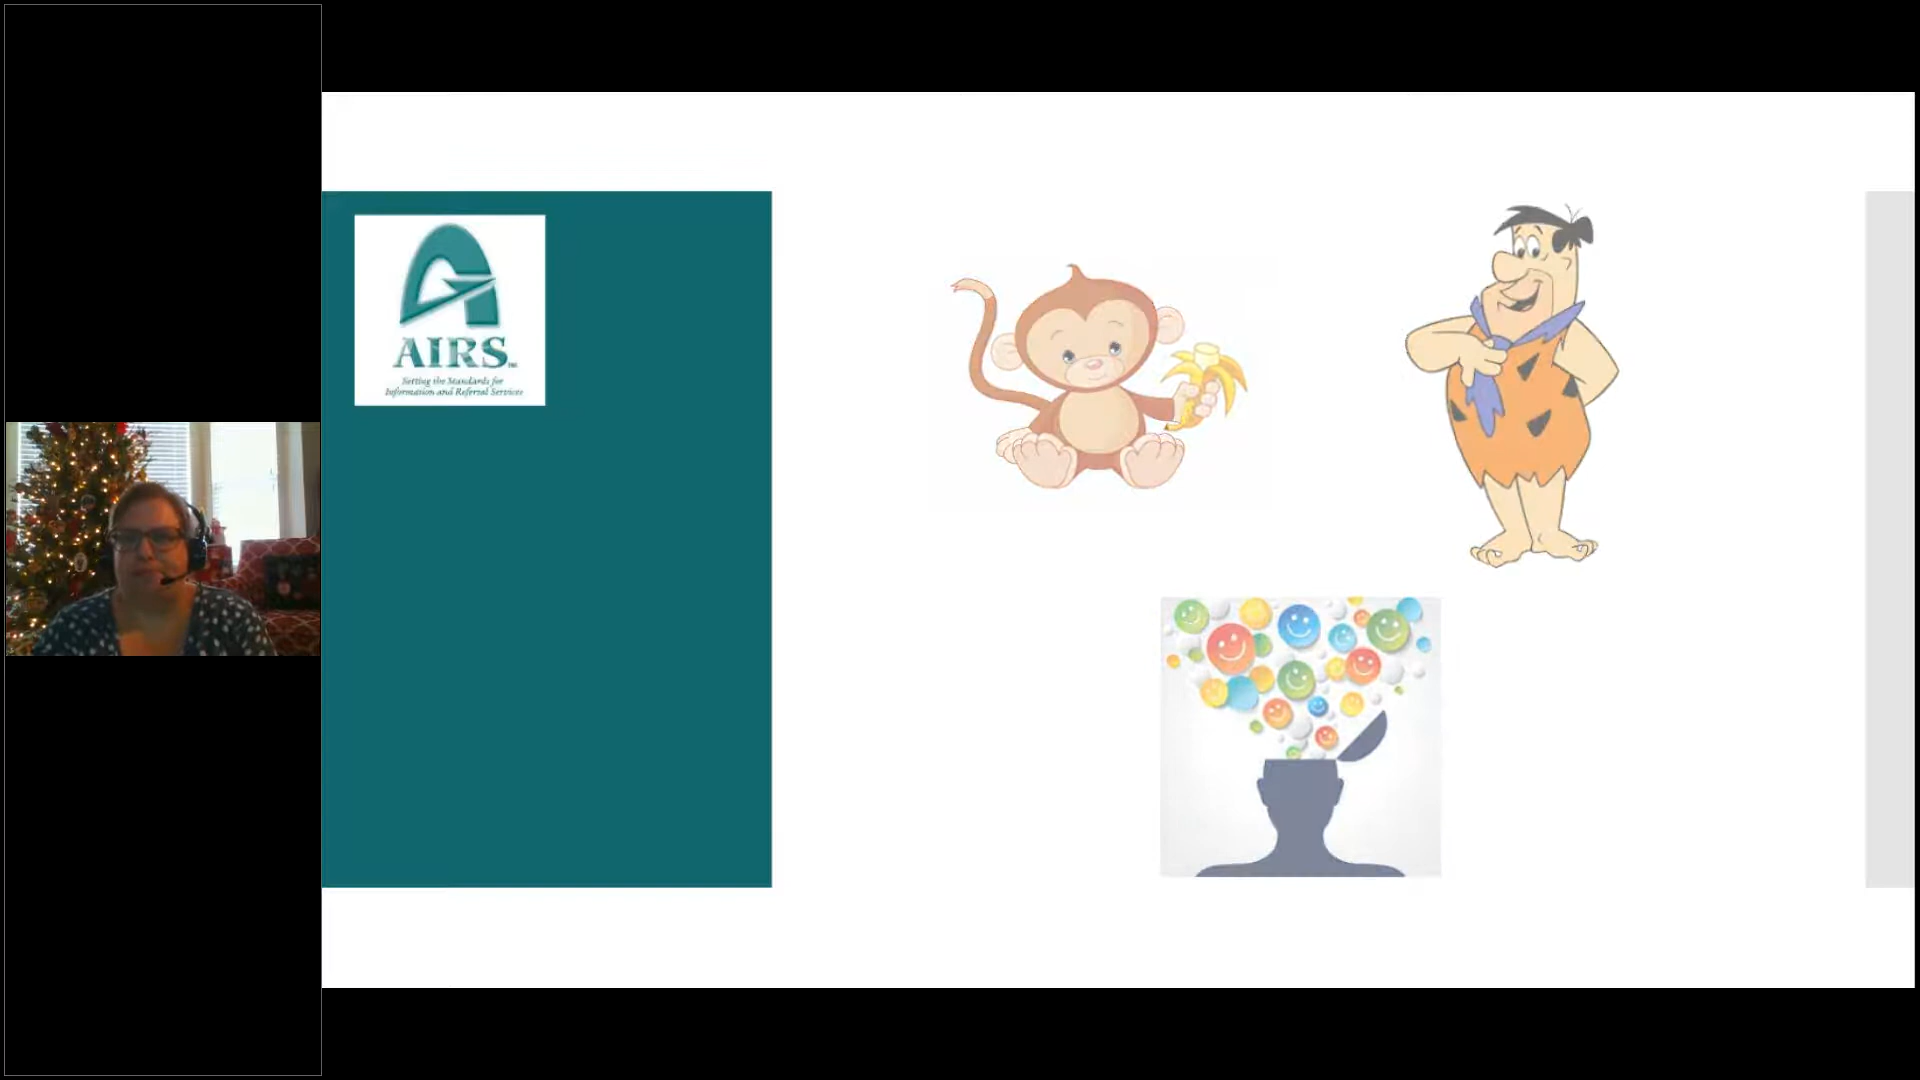 AIRS
Setting the Standards for
Information and Referral Services